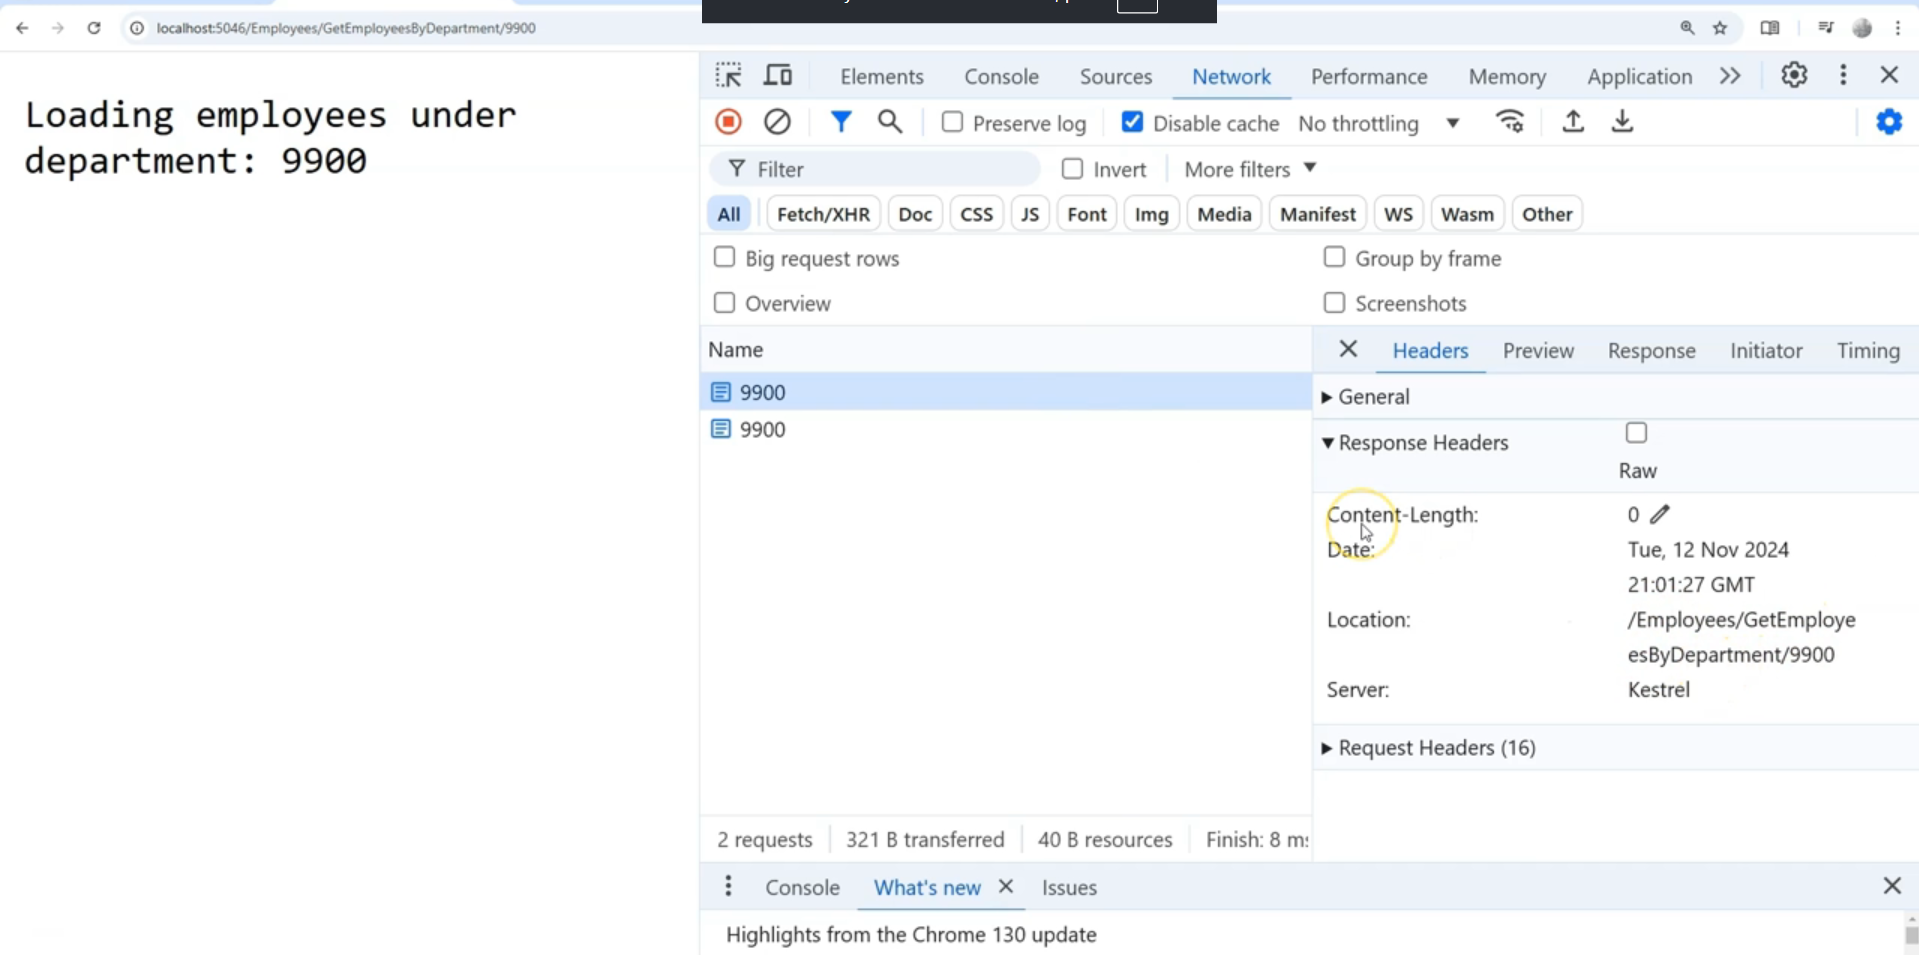 localhost:5046/Employees/GetEmployeesByDepartment/9900
Loading employees under
department: 9900
Elements Console Sources Network Performance Memory Application
Preserve log Disable cache No throttling
Filter Invert More filters
All Fetch/XHR Doc CSS JS Font Img Media Manifest WS Wasm Other
Big request rows Group by frame
Overview Screenshots
Name Headers Preview Response Initiator Timing
9900
General
9900
Response Headers
Raw
Content-Length: 0
Date: Tue, 12 Nov 2024
21:01:27 GMT
Location: /Employees/GetEmploye
esByDepartment/9900
Server: Kestrel
Request Headers (16)
2 requests 321 B transferred 40 B resources Finish: 8 ms
Console What's new Issues
Highlights from the Chrome 130 update